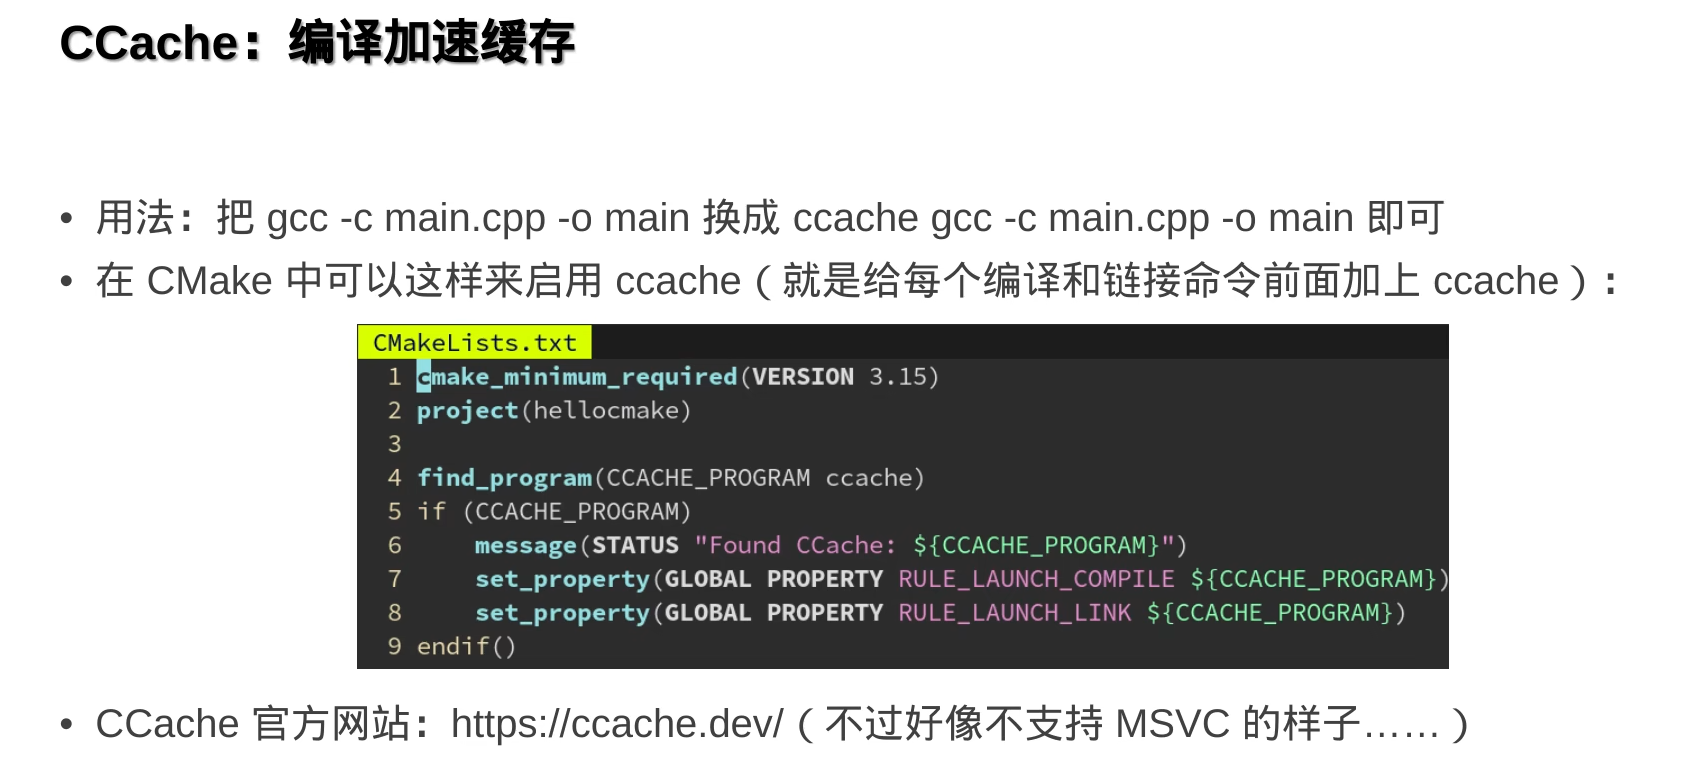 CCache：编译加速缓存
• 用法：把 gcc -c main.cpp -o main 换成 ccache gcc -c main.cpp -o main 即可
• 在 CMake 中可以这样来启用 ccache（就是给每个编译和链接命令前面加上 ccache）：
CMakeLists.txt
1 cmake_minimum_required(VERSION 3.15)
2 project(hellocmake)
3
4 find_program(CCACHE_PROGRAM ccache)
5 if (CCACHE_PROGRAM)
6     message(STATUS "Found CCache: ${CCACHE_PROGRAM}")
7     set_property(GLOBAL PROPERTY RULE_LAUNCH_COMPILE ${CCACHE_PROGRAM})
8     set_property(GLOBAL PROPERTY RULE_LAUNCH_LINK ${CCACHE_PROGRAM})
9 endif()
• CCache 官方网站：https://ccache.dev/（不过好像不支持 MSVC 的样子……）